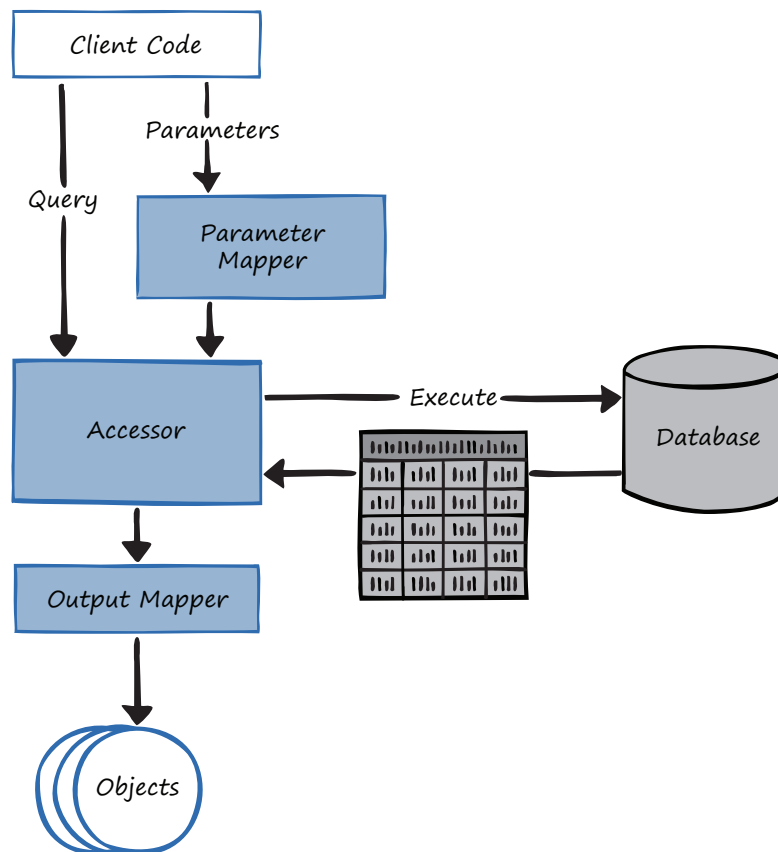 Client Code
Parameters
Query
Parameter
Mapper
Accessor
Execute
Database
Output Mapper
Objects